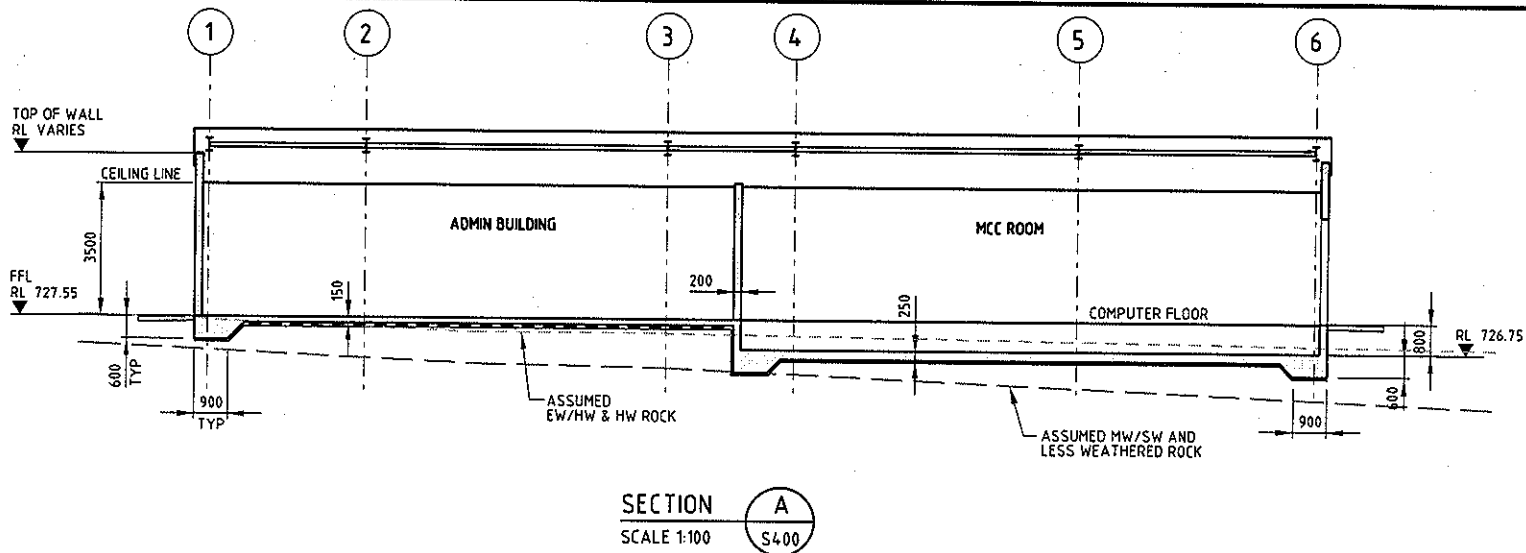 1
2
3
4
5
6
TOP OF WALL
RL VARIES
CEILING LINE
ADMIN BUILDING
MCC ROOM
3500
FFL
RL 727.55
150
200
250
COMPUTER FLOOR
800
RL 726.75
600
TYP
900
TYP
ASSUMED
EW/HW & HW ROCK
600
900
ASSUMED MW/SW AND
LESS WEATHERED ROCK
SECTION
A
SCALE 1:100
S400